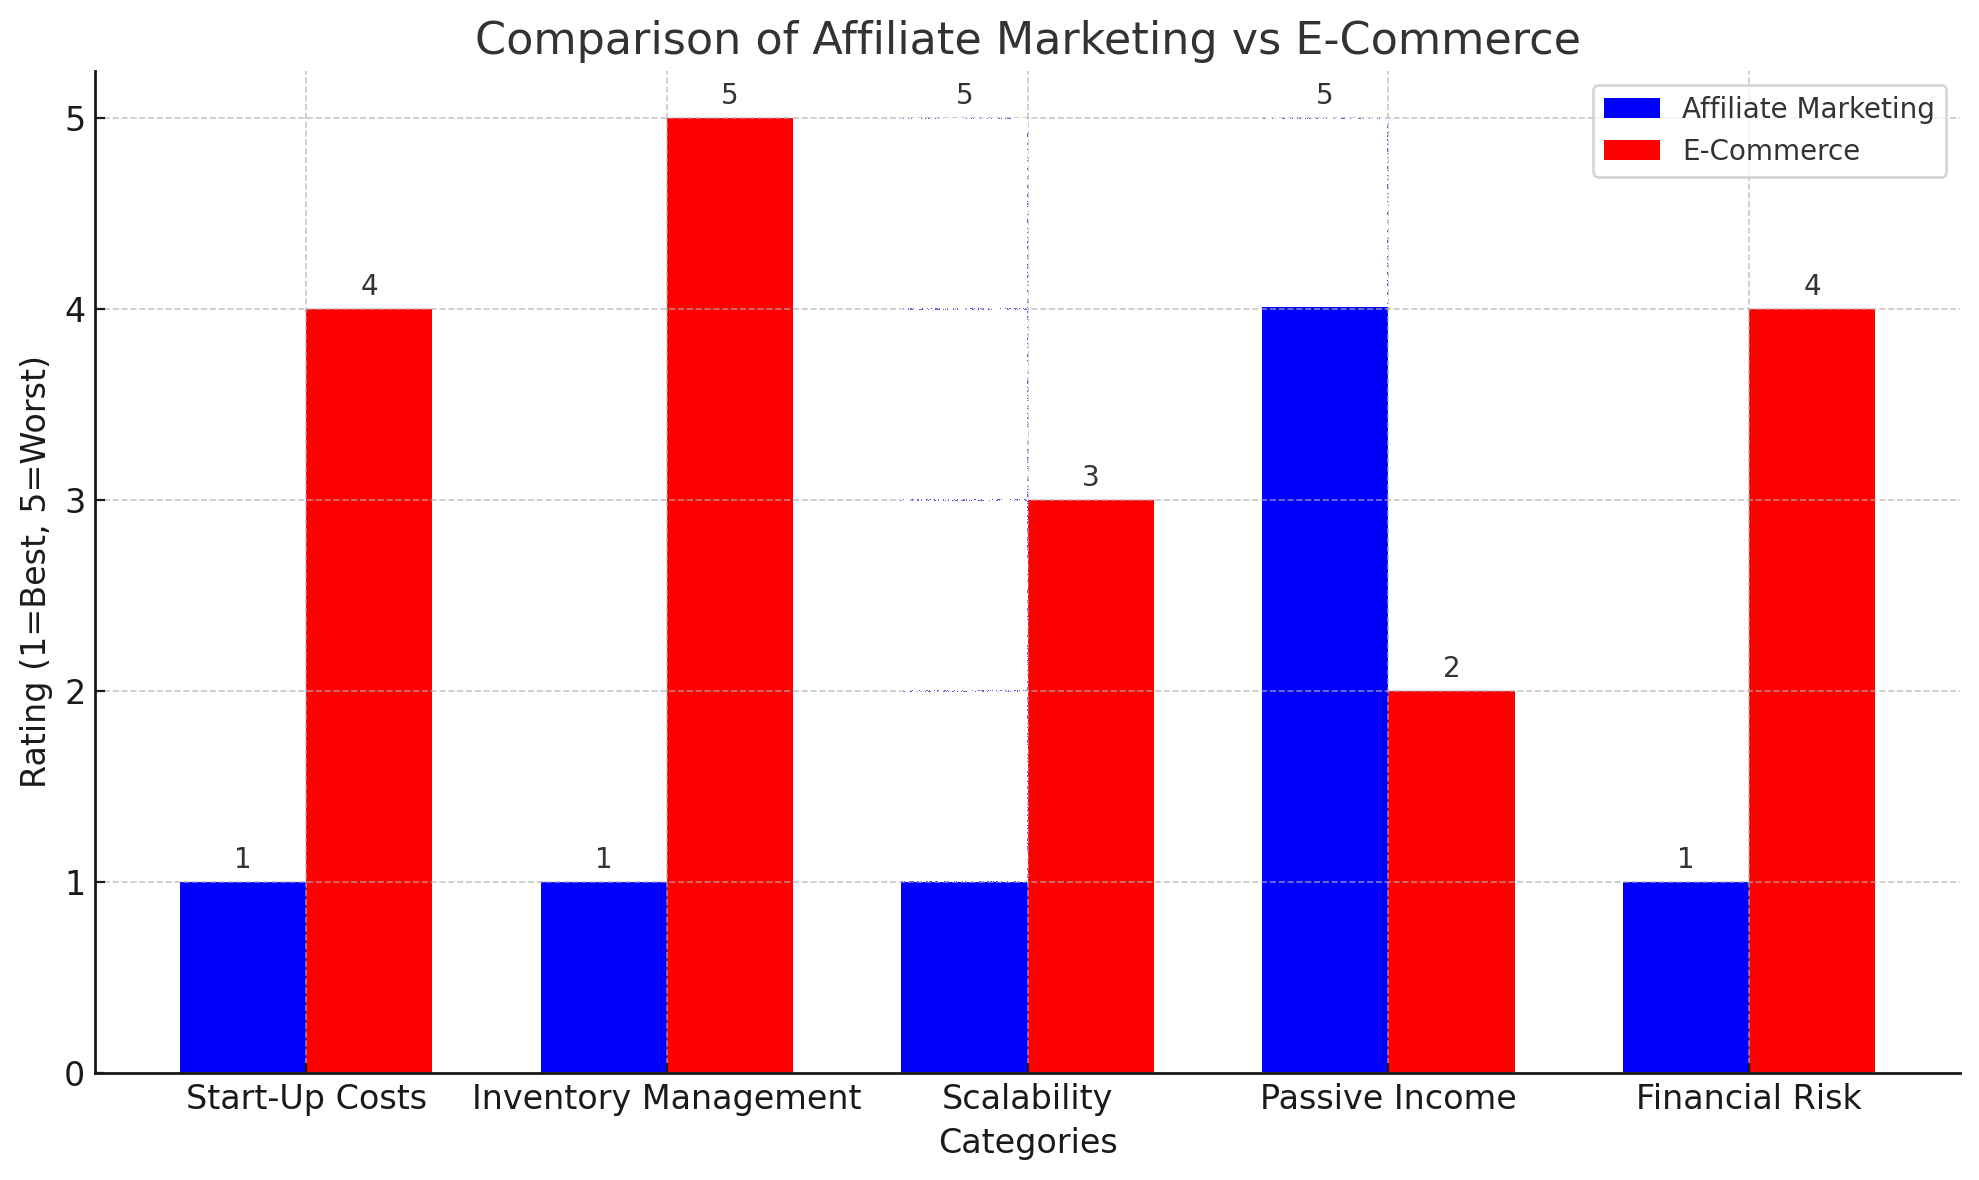 Comparison of Affiliate Marketing vs E-Commerce
Affiliate Marketing
E-Commerce
Rating (1=Best, 5=Worst)
5
4
3
2
1
0
1
4
1
5
5
3
5
2
1
4
Start-Up Costs
Inventory Management
Scalability
Passive Income
Financial Risk
Categories